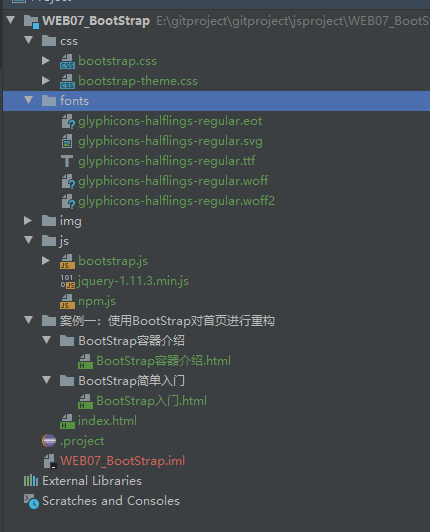 WEB07_BootStrap E:\gitproject\gitproject\jsproject\WEB07_BootS
css
bootstrap.css
bootstrap-theme.css
fonts
glyphicons-halflings-regular.eot
glyphicons-halflings-regular.svg
glyphicons-halflings-regular.ttf
glyphicons-halflings-regular.woff
glyphicons-halflings-regular.woff2
img
js
bootstrap.js
jquery-1.11.3.min.js
npm.js
案例一：使用BootStrap对首页进行重构
BootStrap容器介绍
BootStrap容器介绍.html
BootStrap简单入门
BootStrap入门.html
index.html
.project
WEB07_BootStrap.iml
External Libraries
Scratches and Consoles